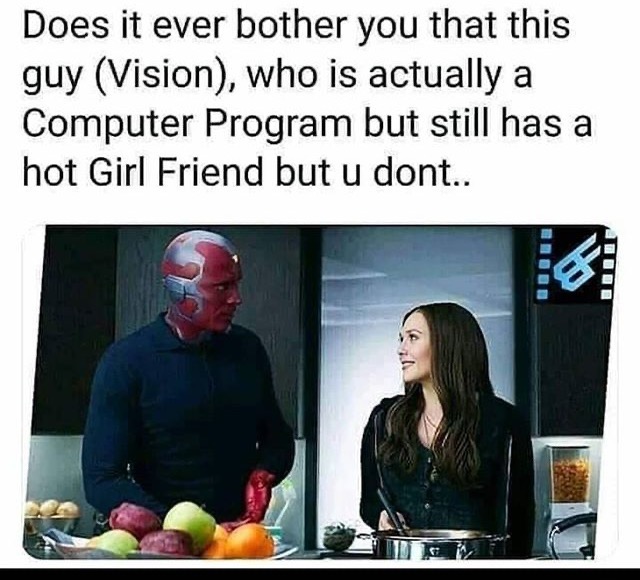 Does it ever bother you that this
guy (Vision), who is actually a
Computer Program but still has a
hot Girl Friend but u dont..